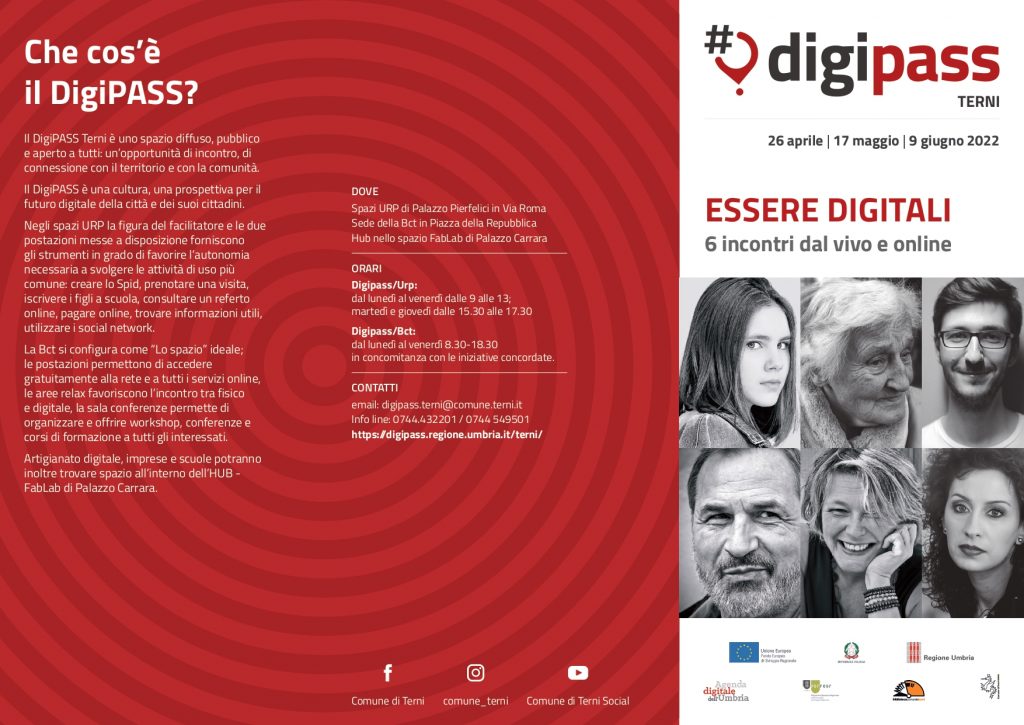 Che cos'è
il DigiPASS?
Il DigiPASS Terni è uno spazio diffuso, pubblico
e aperto a tutti: un'opportunità di incontro, di
connessione con il territorio e con la comunità.
Il DigiPASS è una cultura, una prospettiva per il
futuro digitale della città e dei suoi cittadini.
Negli spazi URP la figura del facilitatore e le due
postazioni messe a disposizione forniscono
gli strumenti in grado di favorire l'autonomia
necessaria a svolgere le attività di uso più
comune: creare lo Spid, prenotare una visita,
iscrivere i figli a scuola, consultare un referto
online, pagare online, trovare informazioni utili,
utilizzare i social network.
La Bct si configura come "Lo spazio" ideale;
le postazioni permettono di accedere
gratuitamente alla rete e a tutti i servizi online,
le aree relax favoriscono l'incontro tra fisico
e digitale, la sala conferenze permette di
organizzare e offrire workshop, conferenze e
corsi di formazione a tutti gli interessati.
Artigianato digitale, imprese e scuole potranno
inoltre trovare spazio all'interno dell'HUB -
FabLab di Palazzo Carrara.
DOVE
Spazi URP di Palazzo Pierfelici in Via Roma
Sede della Bct in Piazza della Repubblica
Hub nello spazio FabLab di Palazzo Carrara
ORARI
Digipass/Urp:
dal lunedì al venerdì dalle 9 alle 13;
martedì e giovedì dalle 15.30 alle 17.30
Digipass/Bct:
dal lunedì al venerdì 8.30-18.30
in concomitanza con le iniziative concordate.
CONTATTI
email: digipass.terni@comune.terni.it
Info line: 0744.432201 / 0744 549501
https://digipass.regione.umbria.it/terni/
Comune di Terni
comune_terni
Comune di Terni Social
# digipass
TERNI
26 aprile | 17 maggio | 9 giugno 2022
ESSERE DIGITALI
6 incontri dal vivo e online
Unione Europea
Fondo Europeo
di Sviluppo Regionale
REPUBBLICA ITALIANA
Regione Umbria
Agenda
digitale
dell'Umbria